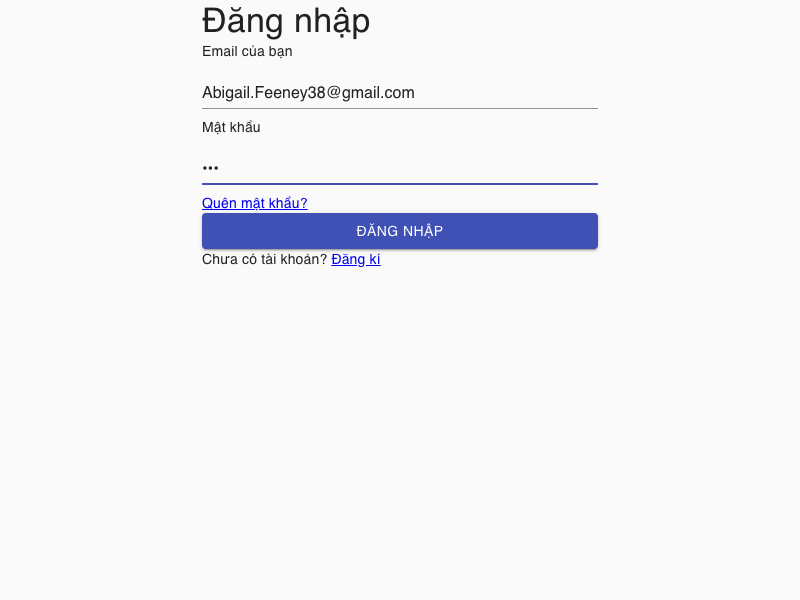 Đăng nhập
Email của bạn
Abigail.Feeney38@gmail.com
Mật khẩu
•••
Quên mật khẩu?
ĐĂNG NHẬP
Chưa có tài khoản? Đăng kí